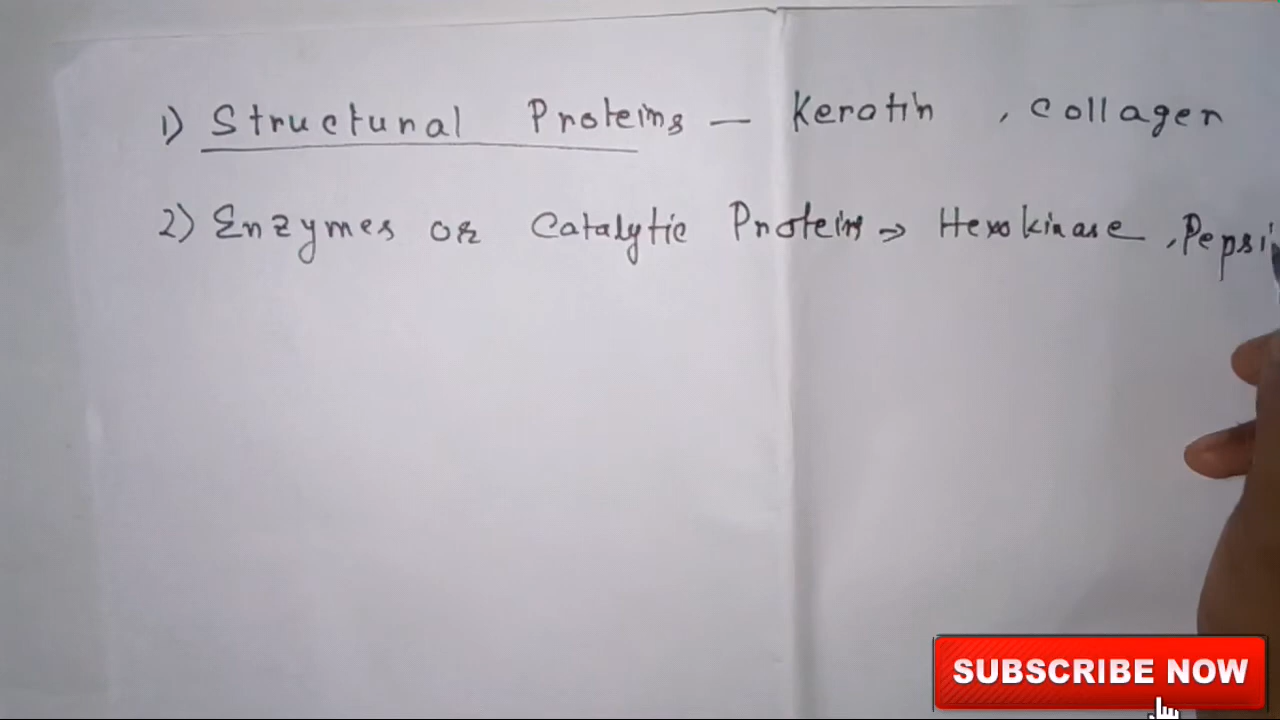 1) Structural Proteins — Keratin , Collagen
2) Enzymes or Catalytic Proteins → Hexokinase , Pepsi
SUBSCRIBE NOW